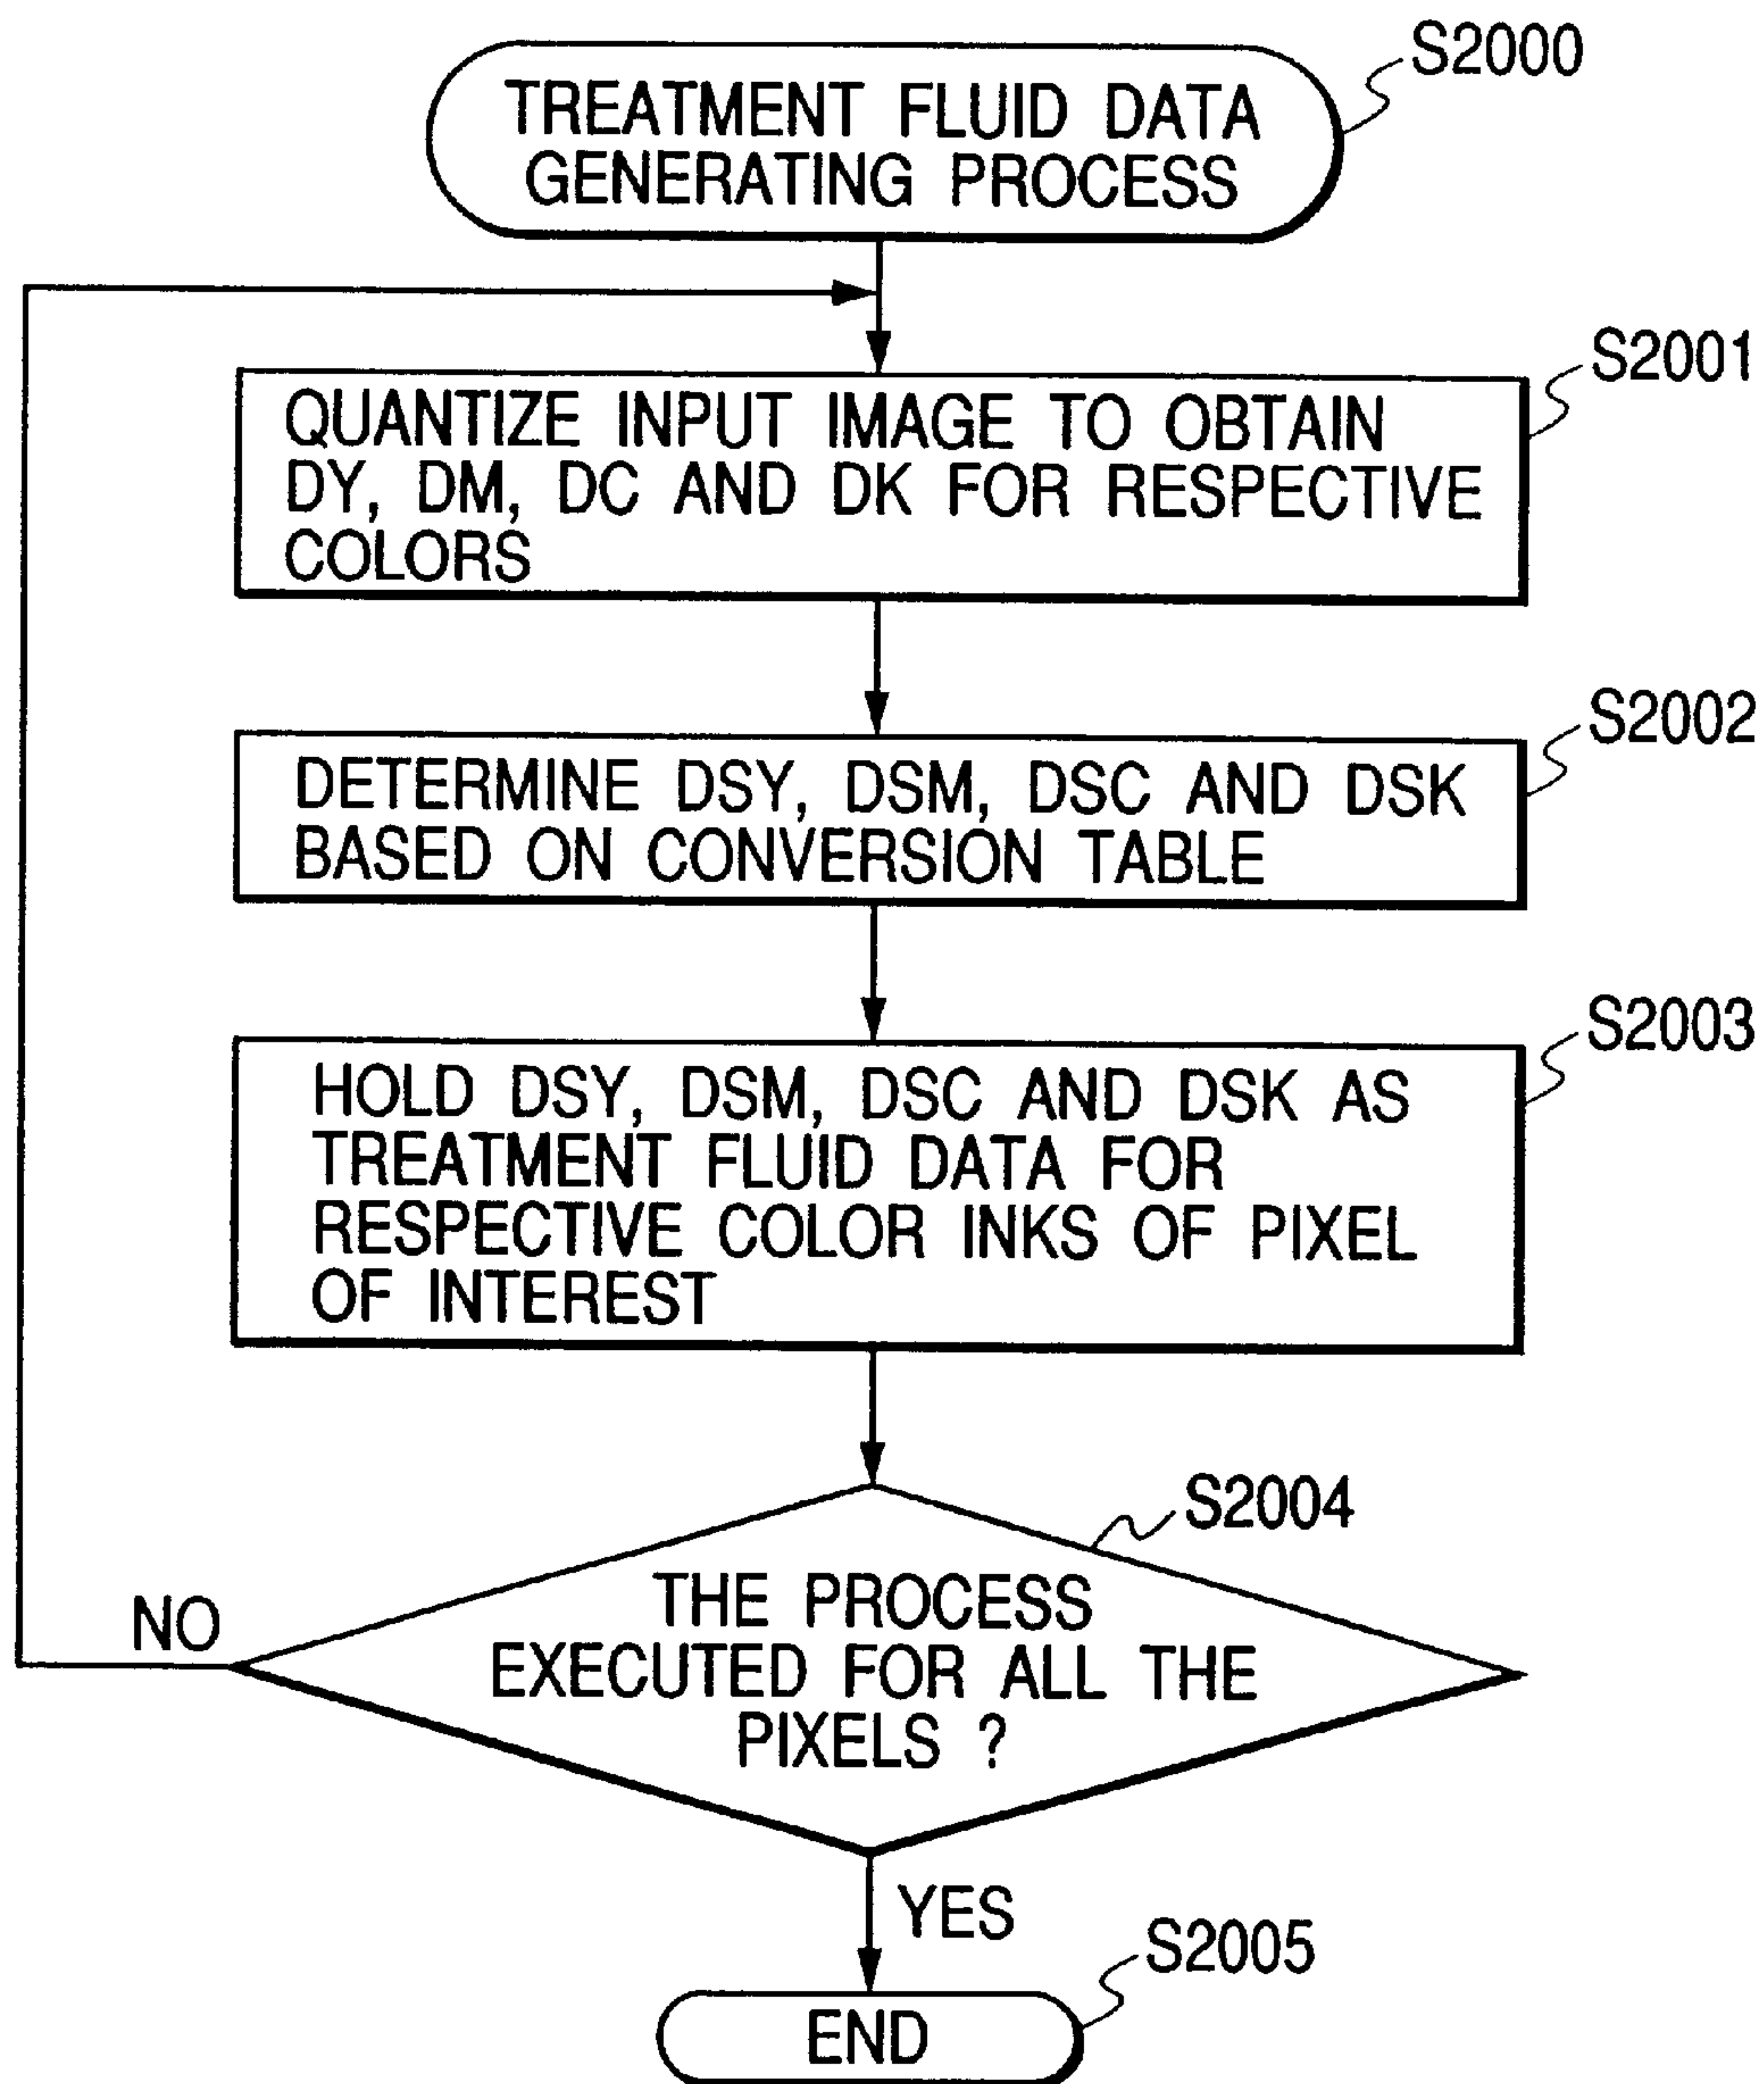 S2000
TREATMENT FLUID DATA
GENERATING PROCESS
S2001
QUANTIZE INPUT IMAGE TO OBTAIN
DY, DM, DC AND DK FOR RESPECTIVE
COLORS
S2002
DETERMINE DSY, DSM, DSC AND DSK
BASED ON CONVERSION TABLE
S2003
HOLD DSY, DSM, DSC AND DSK AS
TREATMENT FLUID DATA FOR
RESPECTIVE COLOR INKS OF PIXEL
OF INTEREST
S2004
THE PROCESS
EXECUTED FOR ALL THE
PIXELS ?
NO
YES
S2005
END